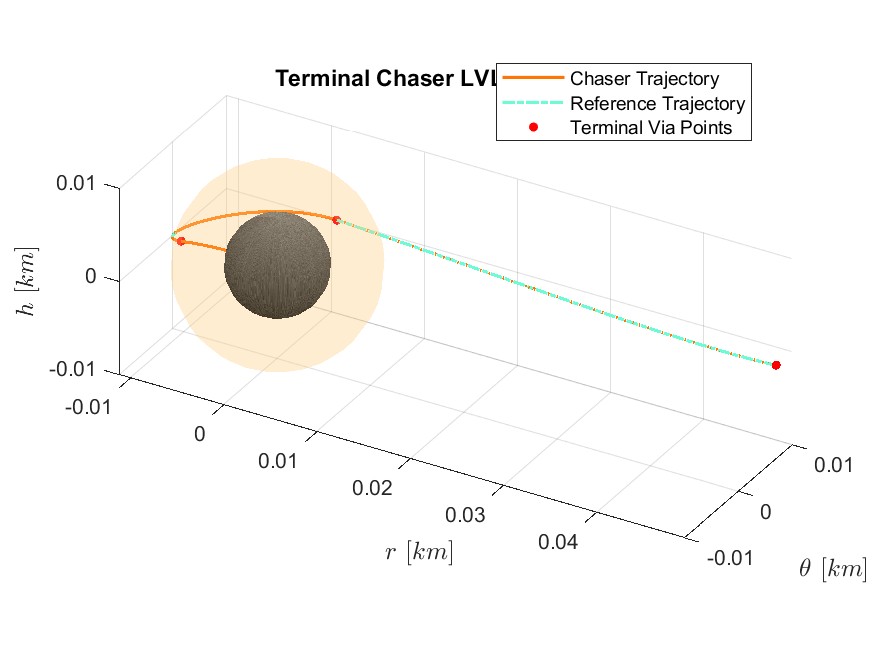 Terminal Chaser LVL
Chaser Trajectory
Reference Trajectory
Terminal Via Points
0.01
0
-0.01
h [km]
-0.01
0
0.01
0.02
0.03
0.04
r [km]
0.01
0
-0.01
θ [km]